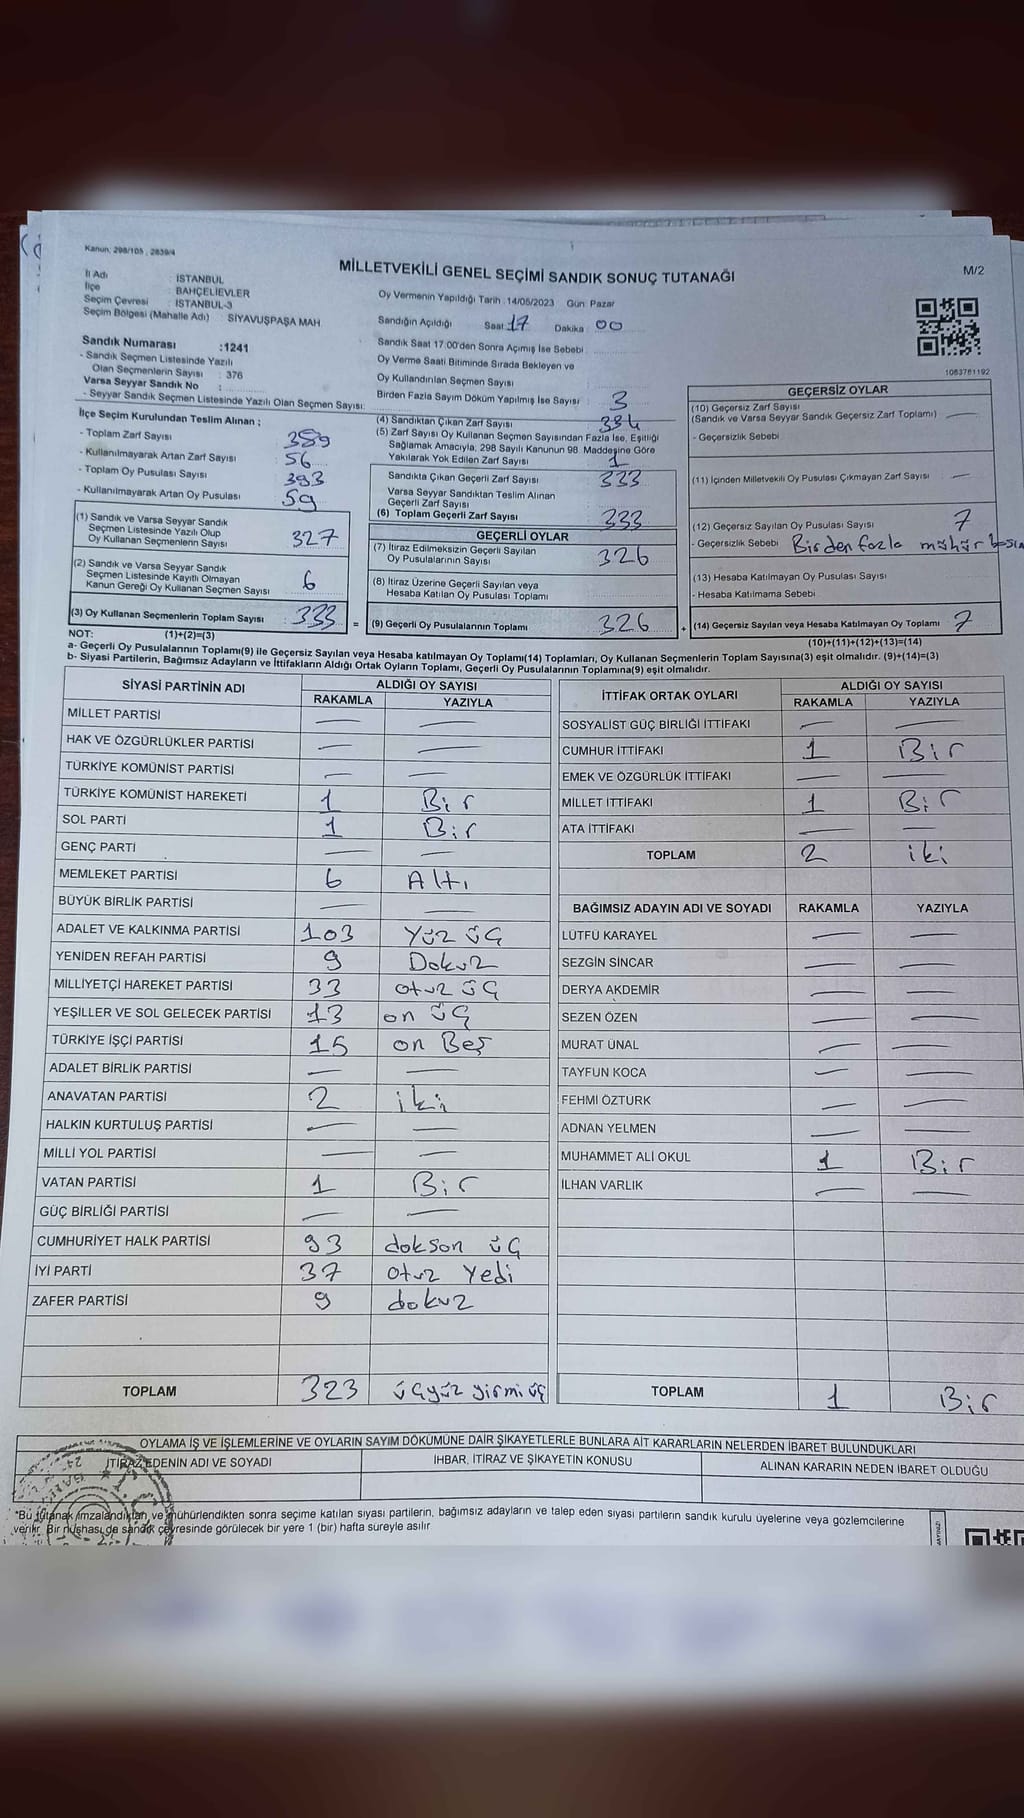 Kanun: 298/105 , 2839/4
MİLLETVEKİLİ GENEL SEÇİMİ SANDIK SONUÇ TUTANAĞI
M/2
İl Adı : İSTANBUL
İlçe : BAHÇELİEVLER
Seçim Çevresi : İSTANBUL-3
Seçim Bölgesi (Mahalle Adı) : SİYAVUŞPAŞA MAH.
Sandık Numarası :1241
- Sandık Seçmen Listesinde Yazılı
Olan Seçmenlerin Sayısı : 376
Varsa Seyyar Sandık No :
- Seyyar Sandık Seçmen Listesinde Yazılı Olan Seçmen Sayısı:
Oy Vermenin Yapıldığı Tarih : 14/05/2023 Gün: Pazar
Sandığın Açıldığı Saat 17 Dakika 00
Sandık Saat 17:00'den Sonra Açılmış İse Sebebi
Oy Verme Saati Bitiminde Sırada Bekleyen ve
Oy Kullandırılan Seçmen Sayısı
Birden Fazla Sayım Döküm Yapılmış İse Sayısı : 3
1063761192
İlçe Seçim Kurulundan Teslim Alınan ;
- Toplam Zarf Sayısı 389
- Kullanılmayarak Artan Zarf Sayısı 56
- Toplam Oy Pusulası Sayısı 393
- Kullanılmayarak Artan Oy Pusulası 59
(1) Sandık ve Varsa Seyyar Sandık
Seçmen Listesinde Yazılı Olup
Oy Kullanan Seçmenlerin Sayısı 327
(2) Sandık ve Varsa Seyyar Sandık
Seçmen Listesinde Kayıtlı Olmayan
Kanun Gereği Oy Kullanan Seçmen Sayısı 6
(3) Oy Kullanan Seçmenlerin Toplam Sayısı 333 =
(1)+(2)=(3)
(4) Sandıktan Çıkan Zarf Sayısı 334
(5) Zarf Sayısı Oy Kullanan Seçmen Sayısından Fazla İse, Eşitliği
Sağlamak Amacıyla, 298 Sayılı Kanunun 98. Maddesine Göre
Yakılarak Yok Edilen Zarf Sayısı 1
Sandıkta Çıkan Geçerli Zarf Sayısı 333
Varsa Seyyar Sandıktan Teslim Alınan
Geçerli Zarf Sayısı
(6) Toplam Geçerli Zarf Sayısı 333
GEÇERLİ OYLAR
(7) İtiraz Edilmeksizin Geçerli Sayılan
Oy Pusulalarının Sayısı 326
(8) İtiraz Üzerine Geçerli Sayılan veya
Hesaba Katılan Oy Pusulası Toplamı
(9) Geçerli Oy Pusulalarının Toplamı 326 +
GEÇERSİZ OYLAR
(10) Geçersiz Zarf Sayısı
(Sandık ve Varsa Seyyar Sandık Geçersiz Zarf Toplamı) —
- Geçersizlik Sebebi
(11) İçinden Milletvekili Oy Pusulası Çıkmayan Zarf Sayısı —
(12) Geçersiz Sayılan Oy Pusulası Sayısı 7
- Geçersizlik Sebebi Birden fazla mühür
(13) Hesaba Katılmayan Oy Pusulası Sayısı
- Hesaba Katılmama Sebebi
(14) Geçersiz Sayılan veya Hesaba Katılmayan Oy Toplamı 7
(10)+(11)+(12)+(13)=(14)
NOT:
a- Geçerli Oy Pusulalarının Toplamı(9) ile Geçersiz Sayılan veya Hesaba katılmayan Oy Toplamı(14) Toplamları, Oy Kullanan Seçmenlerin Toplam Sayısına(3) eşit olmalıdır. (9)+(14)=(3)
b- Siyasi Partilerin, Bağımsız Adayların ve İttifakların Aldığı Ortak Oyların Toplamı, Geçerli Oy Pusulalarının Toplamına(9) eşit olmalıdır.
SİYASİ PARTİNİN ADI ALDIĞI OY SAYISI
RAKAMLA YAZIYLA
MİLLET PARTİSİ — —
HAK VE ÖZGÜRLÜKLER PARTİSİ — —
TÜRKİYE KOMÜNİST PARTİSİ — —
TÜRKİYE KOMÜNİST HAREKETİ 1 Bir
SOL PARTİ 1 Bir
GENÇ PARTİ — —
MEMLEKET PARTİSİ 6 Altı
BÜYÜK BİRLİK PARTİSİ — —
ADALET VE KALKINMA PARTİSİ 103 Yüz üç
YENİDEN REFAH PARTİSİ 9 Dokuz
MİLLİYETÇİ HAREKET PARTİSİ 33 otuz üç
YEŞİLLER VE SOL GELECEK PARTİSİ 13 on üç
TÜRKİYE İŞÇİ PARTİSİ 15 on Beş
ADALET BİRLİK PARTİSİ — —
ANAVATAN PARTİSİ 2 iki
HALKIN KURTULUŞ PARTİSİ — —
MİLLİ YOL PARTİSİ — —
VATAN PARTİSİ 1 Bir
GÜÇ BİRLİĞİ PARTİSİ — —
CUMHURİYET HALK PARTİSİ 93 dokson üç
İYİ PARTİ 37 Otuz Yedi
ZAFER PARTİSİ 9 dokuz
TOPLAM 323 üçyüz yirmi üç
İTTİFAK ORTAK OYLARI ALDIĞI OY SAYISI
RAKAMLA YAZIYLA
SOSYALİST GÜÇ BİRLİĞİ İTTİFAKI — —
CUMHUR İTTİFAKI 1 Bir
EMEK VE ÖZGÜRLÜK İTTİFAKI — —
MİLLET İTTİFAKI 1 Bir
ATA İTTİFAKI — —
TOPLAM 2 iki
BAĞIMSIZ ADAYIN ADI VE SOYADI RAKAMLA YAZIYLA
LÜTFÜ KARAYEL — —
SEZGİN SİNCAR — —
DERYA AKDEMİR — —
SEZEN ÖZEN — —
MURAT ÜNAL — —
TAYFUN KOCA — —
FEHMİ ÖZTÜRK — —
ADNAN YELMEN — —
MUHAMMET ALİ OKUL 1 Bir
İLHAN VARLIK — —
TOPLAM 1 Bir
OYLAMA İŞ VE İŞLEMLERİNE VE OYLARIN SAYIM DÖKÜMÜNE DAİR ŞİKAYETLERLE BUNLARA AİT KARARLARIN NELERDEN İBARET BULUNDUKLARI
İTİRAZ EDENİN ADI VE SOYADI İHBAR, İTİRAZ VE ŞİKAYETİN KONUSU ALINAN KARARIN NEDEN İBARET OLDUĞU
*Bu tutanak imzalandıktan ve mühürlendikten sonra seçime katılan siyasi partilerin, bağımsız adayların ve talep eden siyasi partilerin sandık kurulu üyelerine veya gözlemcilerine
verilir. Bir nüshası da sandık çevresinde görülecek bir yere 1 (bir) hafta süreyle asılır